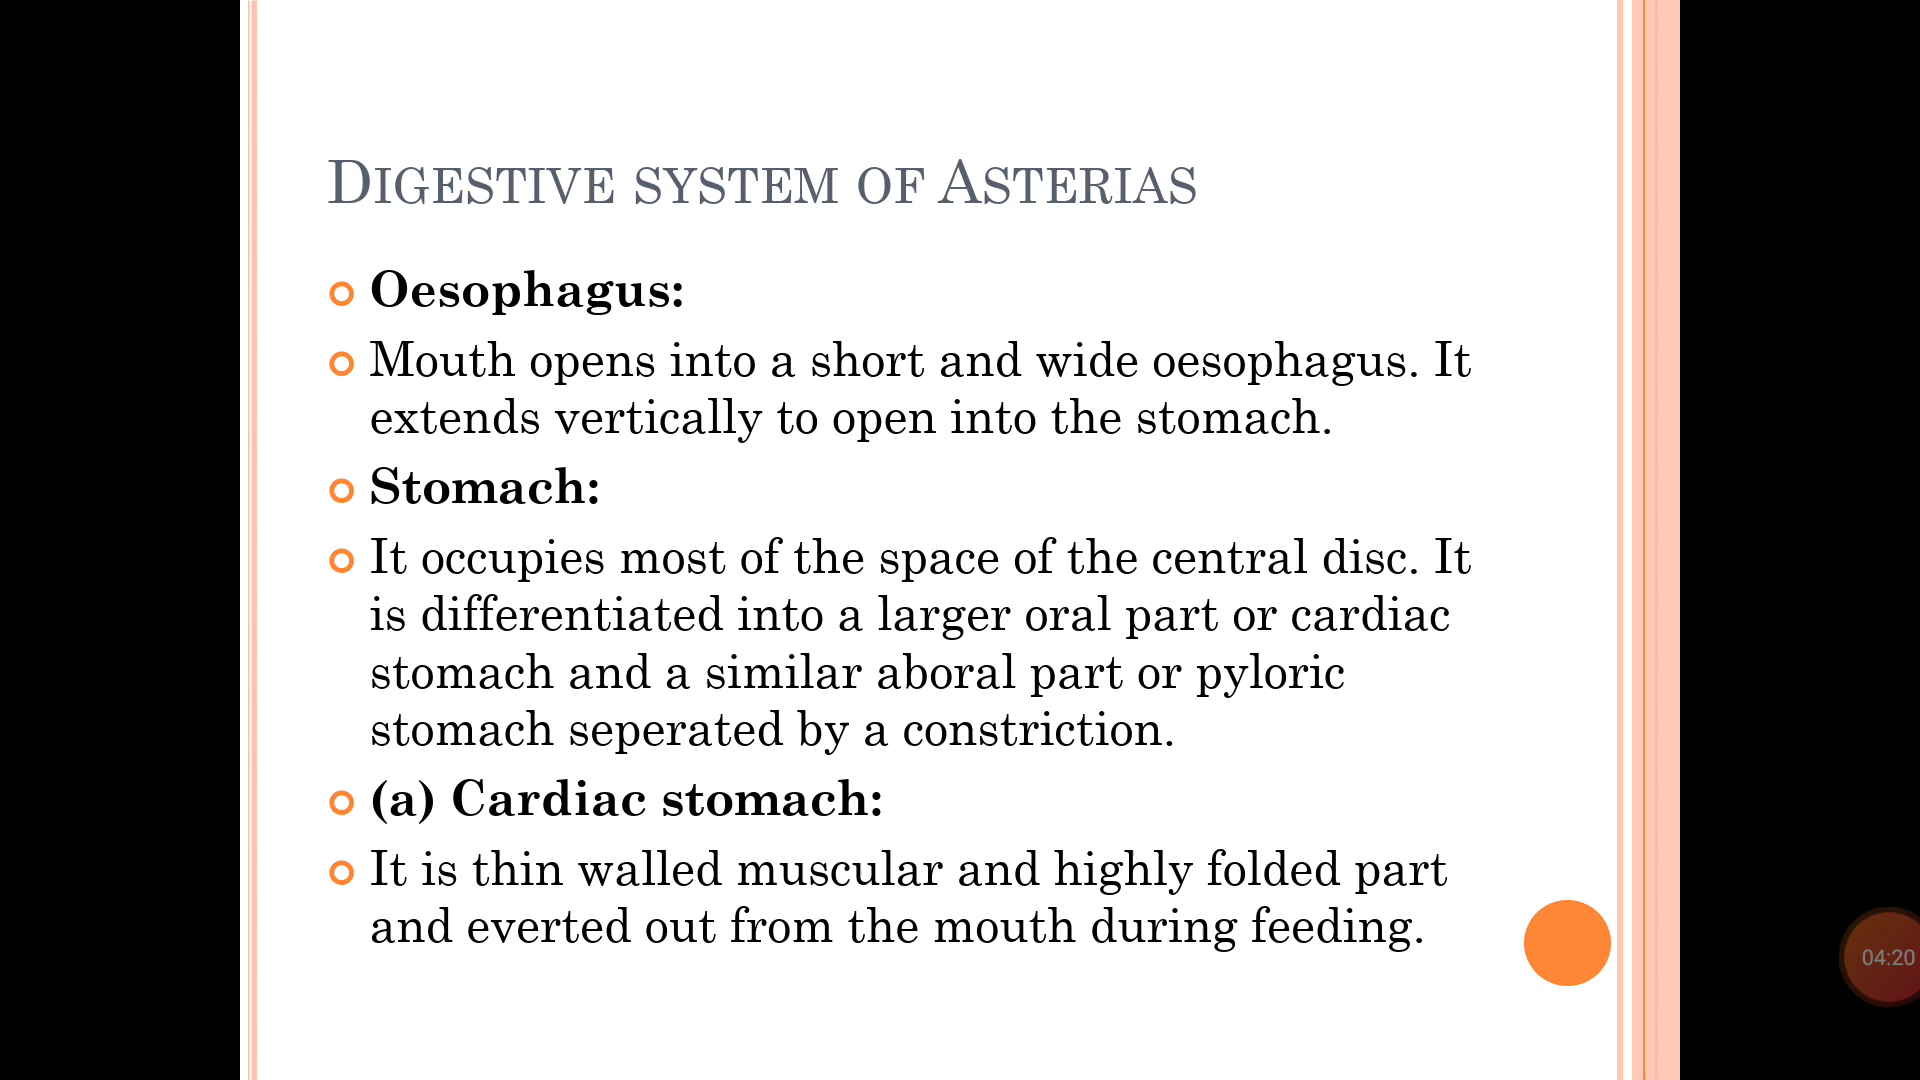 DIGESTIVE SYSTEM OF ASTERIAS
Oesophagus:
Mouth opens into a short and wide oesophagus. It
extends vertically to open into the stomach.
Stomach:
It occupies most of the space of the central disc. It
is differentiated into a larger oral part or cardiac
stomach and a similar aboral part or pyloric
stomach seperated by a constriction.
(a) Cardiac stomach:
It is thin walled muscular and highly folded part
and everted out from the mouth during feeding.
04:20